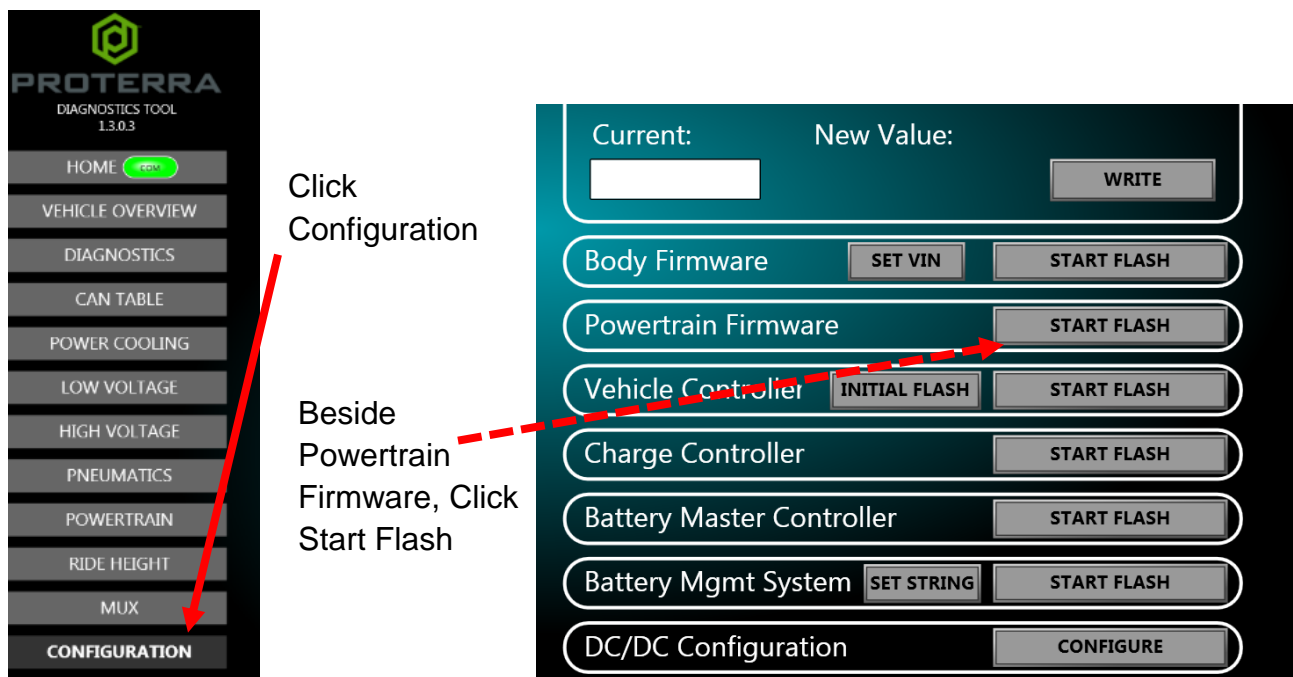 PROTERRA
DIAGNOSTICS TOOL
1.3.0.3
HOME COM
VEHICLE OVERVIEW
DIAGNOSTICS
CAN TABLE
POWER COOLING
LOW VOLTAGE
HIGH VOLTAGE
PNEUMATICS
POWERTRAIN
RIDE HEIGHT
MUX
CONFIGURATION
Click
Configuration
Beside
Powertrain
Firmware, Click
Start Flash
Current: New Value:
WRITE
Body Firmware SET VIN START FLASH
Powertrain Firmware START FLASH
Vehicle Controller INITIAL FLASH START FLASH
Charge Controller START FLASH
Battery Master Controller START FLASH
Battery Mgmt System SET STRING START FLASH
DC/DC Configuration CONFIGURE